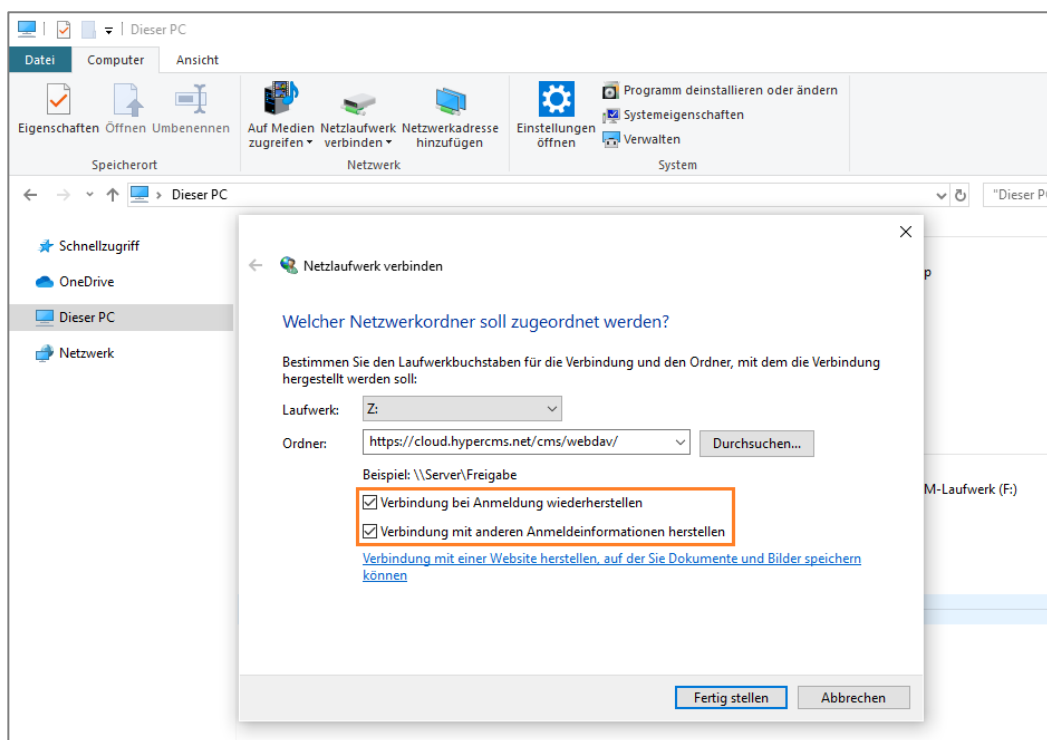 Dieser PC
Datei Computer Ansicht
Eigenschaften Öffnen Umbenennen
Auf Medien zugreifen
Netzlaufwerk verbinden
Netzwerkadresse hinzufügen
Einstellungen öffnen
Programm deinstallieren oder ändern
Systemeigenschaften
Verwalten
Speicherort Netzwerk System
Dieser PC
"Dieser P
Schnellzugriff
OneDrive
Dieser PC
Netzwerk
Netzlaufwerk verbinden
Welcher Netzwerkordner soll zugeordnet werden?
Bestimmen Sie den Laufwerkbuchstaben für die Verbindung und den Ordner, mit dem die Verbindung
hergestellt werden soll:
Laufwerk: Z:
Ordner: https://cloud.hypercms.net/cms/webdav/ Durchsuchen...
Beispiel: \\Server\Freigabe
Verbindung bei Anmeldung wiederherstellen
Verbindung mit anderen Anmeldeinformationen herstellen
Verbindung mit einer Website herstellen, auf der Sie Dokumente und Bilder speichern
können
Fertig stellen Abbrechen
p
M-Laufwerk (F:)